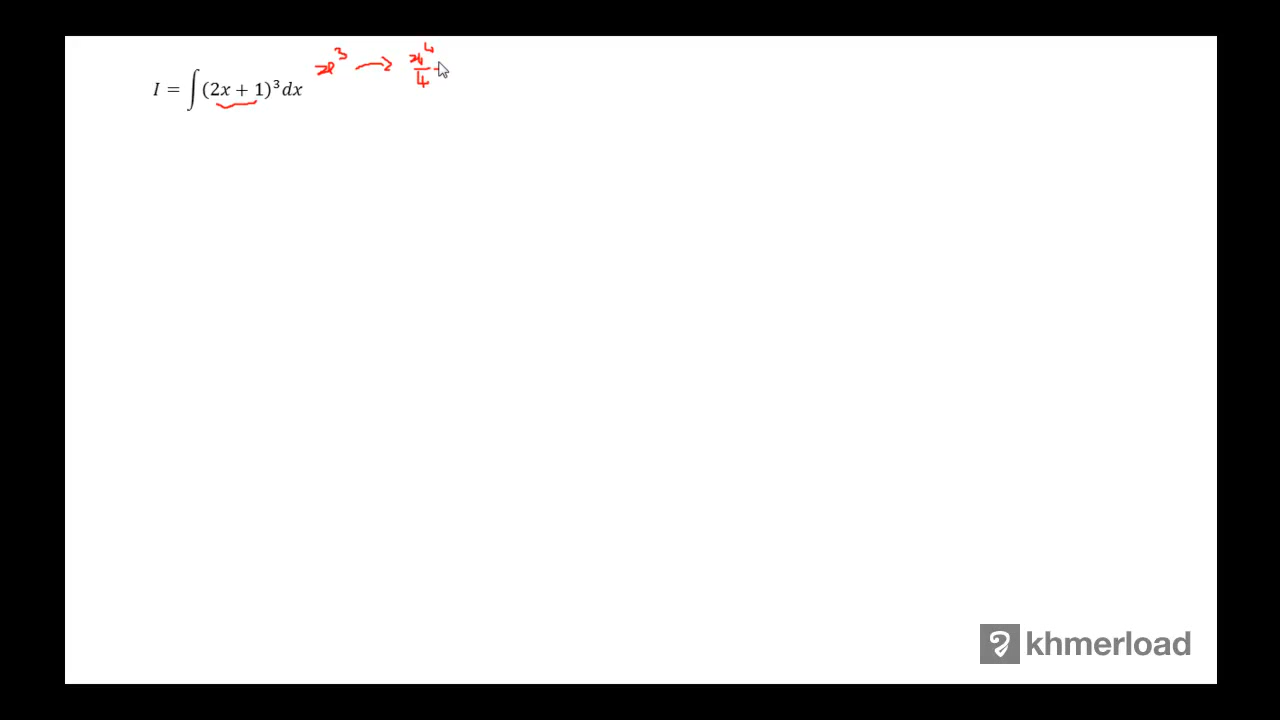 I = ∫(2x + 1)³dx x³ → x⁴/4 +
khmerload